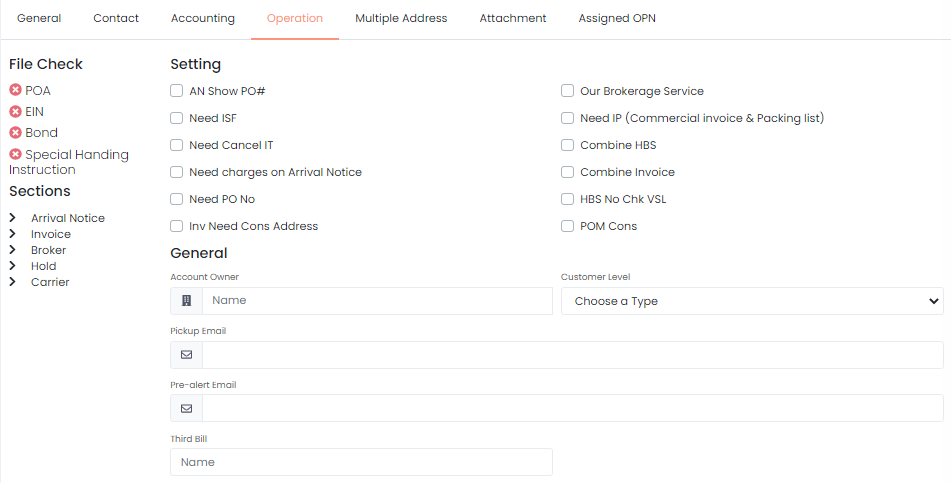 General Contact Accounting Operation Multiple Address Attachment Assigned OPN
File Check
POA
EIN
Bond
Special Handing
Instruction
Sections
Arrival Notice
Invoice
Broker
Hold
Carrier
Setting
AN Show PO# Our Brokerage Service
Need ISF Need IP (Commercial invoice & Packing list)
Need Cancel IT Combine HBS
Need charges on Arrival Notice Combine Invoice
Need PO No HBS No Chk VSL
Inv Need Cons Address POM Cons
General
Account Owner Customer Level
Name Choose a Type
Pickup Email
Pre-alert Email
Third Bill
Name